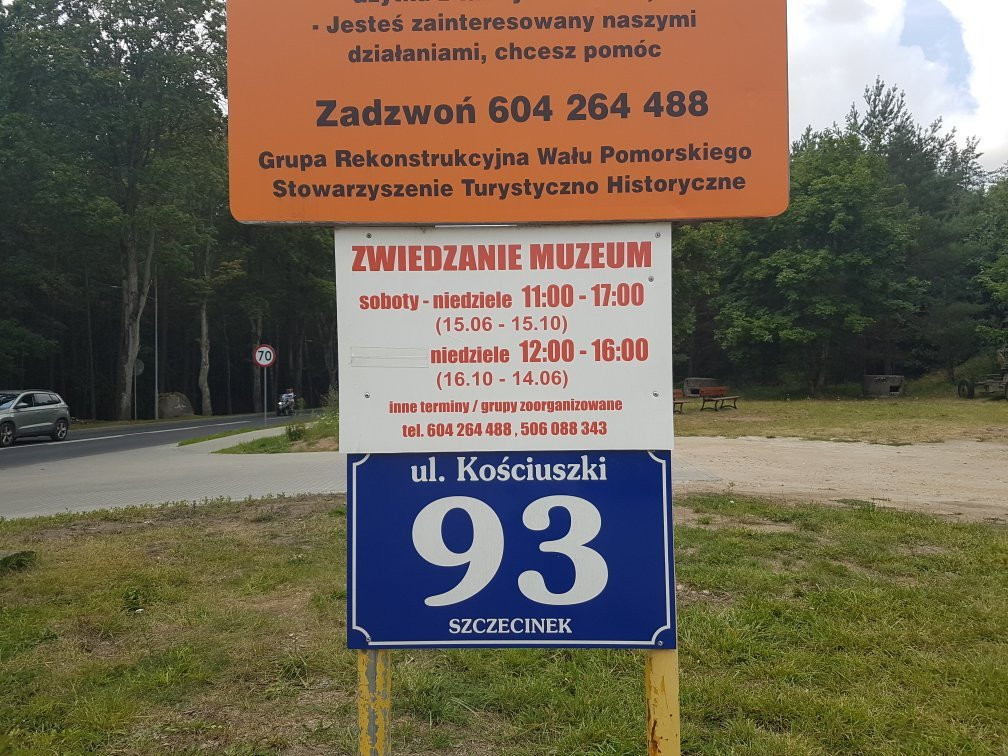 - Jesteś zainteresowany naszymi
działaniami, chcesz pomóc
Zadzwoń 604 264 488
Grupa Rekonstrukcyjna Wału Pomorskiego
Stowarzyszenie Turystyczno Historyczne
ZWIEDZANIE MUZEUM
soboty - niedziele 11:00 - 17:00
(15.06 - 15.10)
niedziele 12:00 - 16:00
(16.10 - 14.06)
inne terminy / grupy zoorganizowane
tel. 604 264 488 , 506 088 343
70
ul. Kościuszki
93
SZCZECINEK